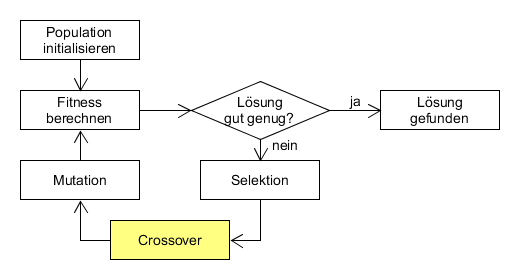 Population
initialisieren
Fitness
berechnen
Lösung
gut genug?
ja
Lösung
gefunden
nein
Mutation
Selektion
Crossover